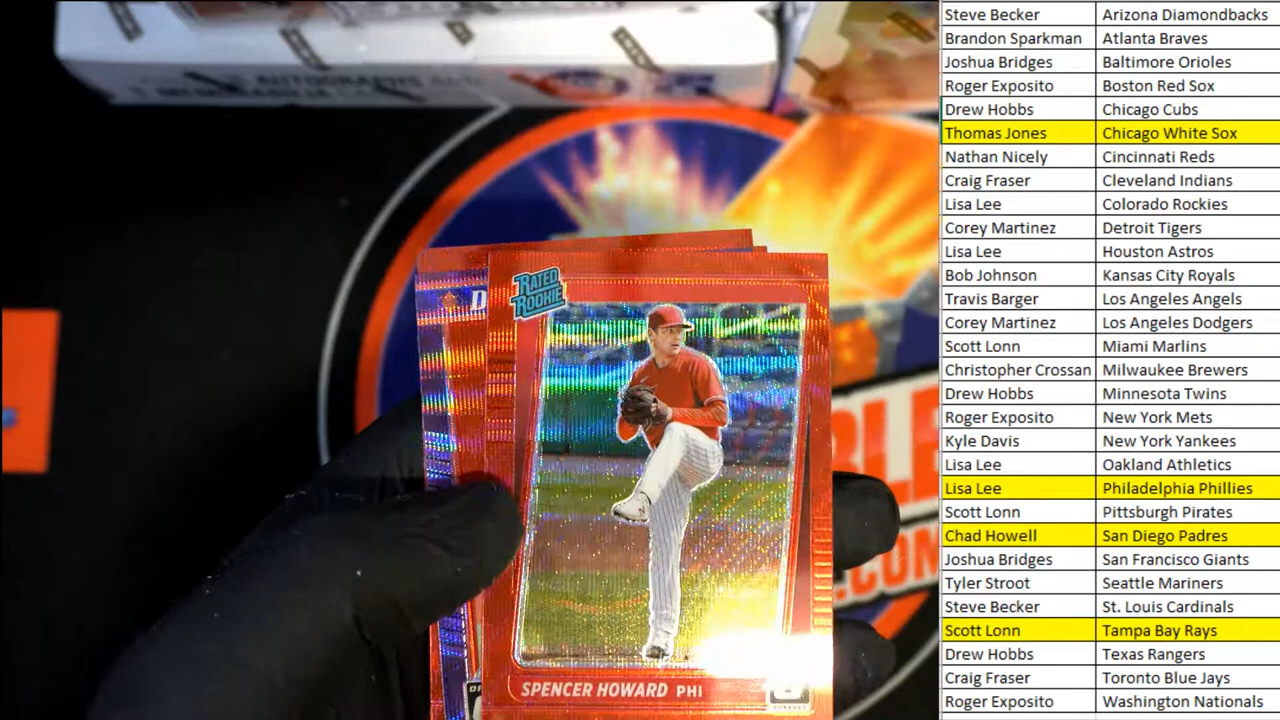 RATED
ROOKIE
SPENCER HOWARD PHI
Steve Becker Arizona Diamondbacks
Brandon Sparkman Atlanta Braves
Joshua Bridges Baltimore Orioles
Roger Exposito Boston Red Sox
Drew Hobbs Chicago Cubs
Thomas Jones Chicago White Sox
Nathan Nicely Cincinnati Reds
Craig Fraser Cleveland Indians
Lisa Lee Colorado Rockies
Corey Martinez Detroit Tigers
Lisa Lee Houston Astros
Bob Johnson Kansas City Royals
Travis Barger Los Angeles Angels
Corey Martinez Los Angeles Dodgers
Scott Lonn Miami Marlins
Christopher Crossan Milwaukee Brewers
Drew Hobbs Minnesota Twins
Roger Exposito New York Mets
Kyle Davis New York Yankees
Lisa Lee Oakland Athletics
Lisa Lee Philadelphia Phillies
Scott Lonn Pittsburgh Pirates
Chad Howell San Diego Padres
Joshua Bridges San Francisco Giants
Tyler Stroot Seattle Mariners
Steve Becker St. Louis Cardinals
Scott Lonn Tampa Bay Rays
Drew Hobbs Texas Rangers
Craig Fraser Toronto Blue Jays
Roger Exposito Washington Nationals